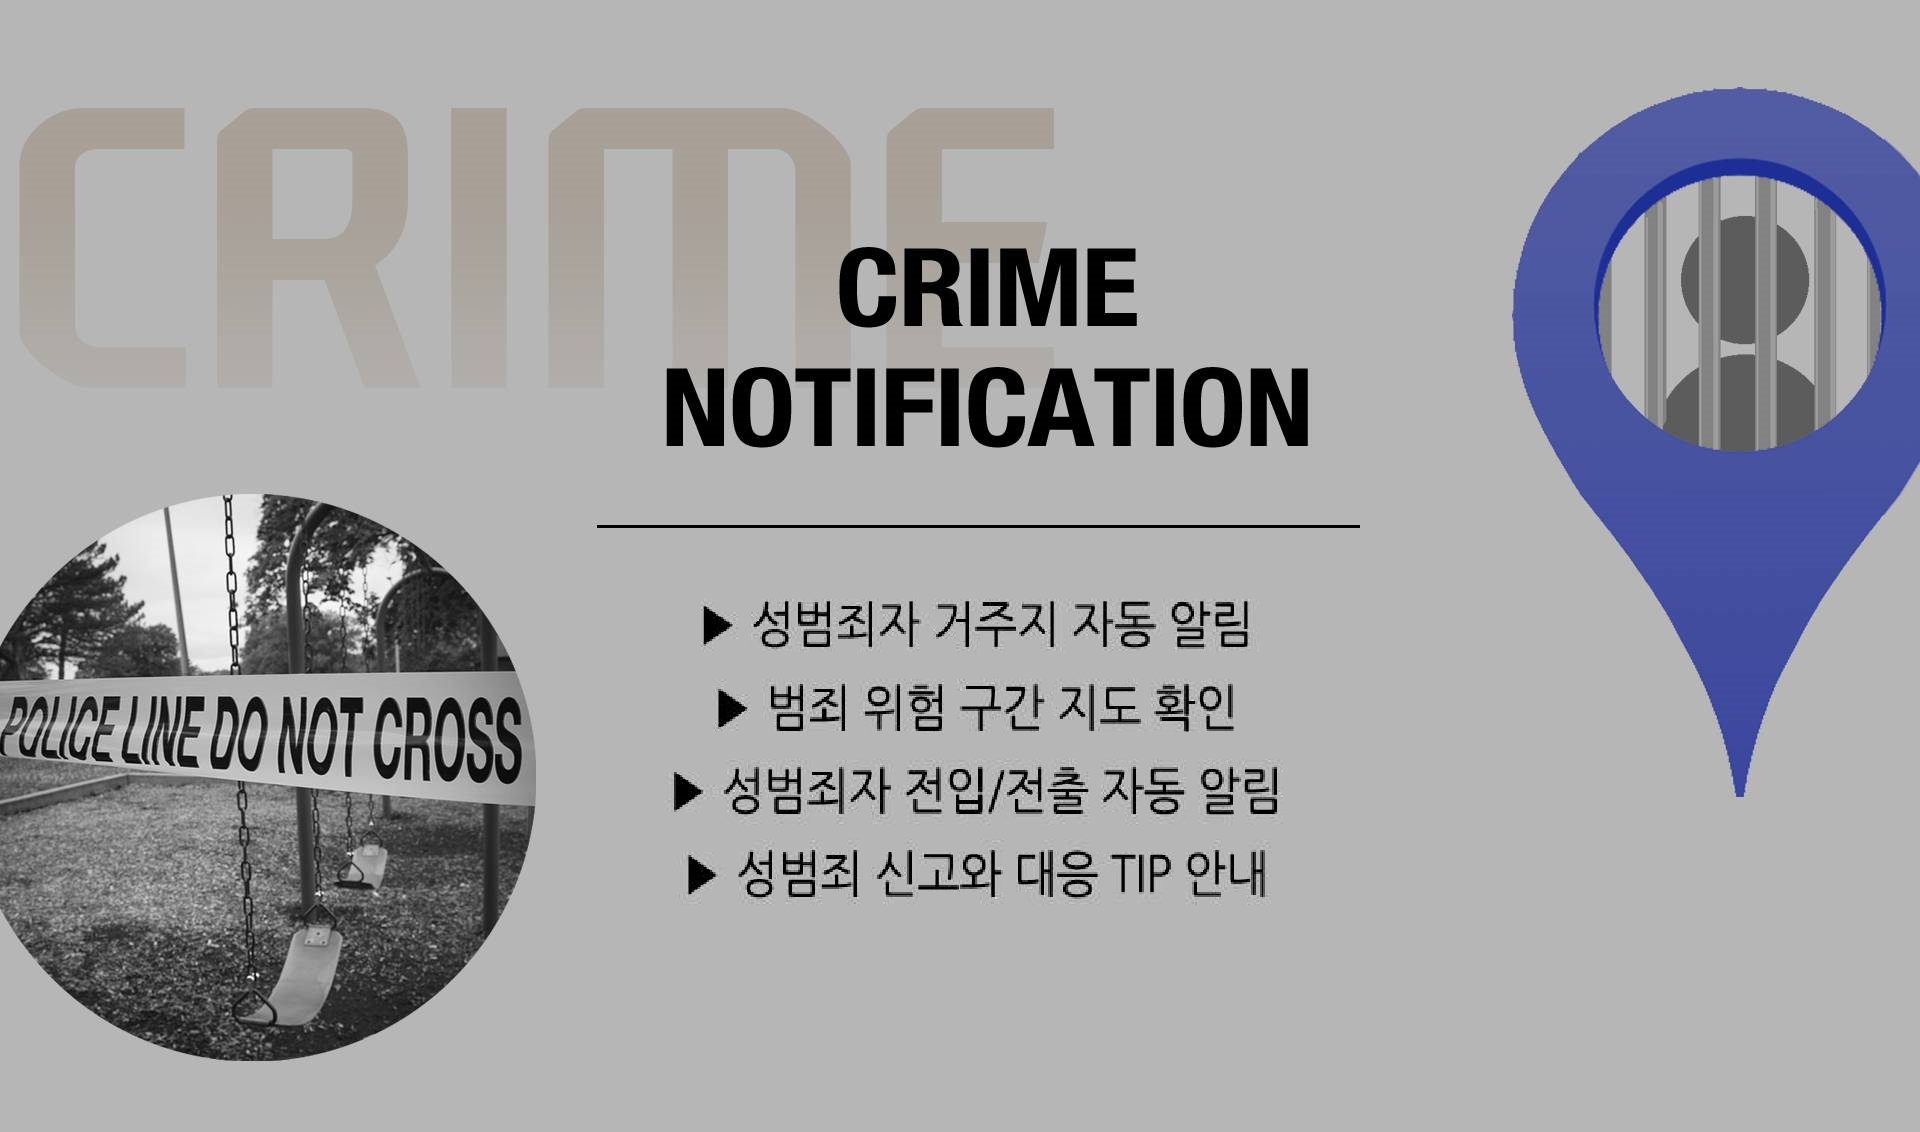 CRIME
CRIME
NOTIFICATION
▶ 성범죄자 거주지 자동 알림
▶ 범죄 위험 구간 지도 확인
▶ 성범죄자 전입/전출 자동 알림
▶ 성범죄 신고와 대응 TIP 안내
POLICE LINE DO NOT CROSS